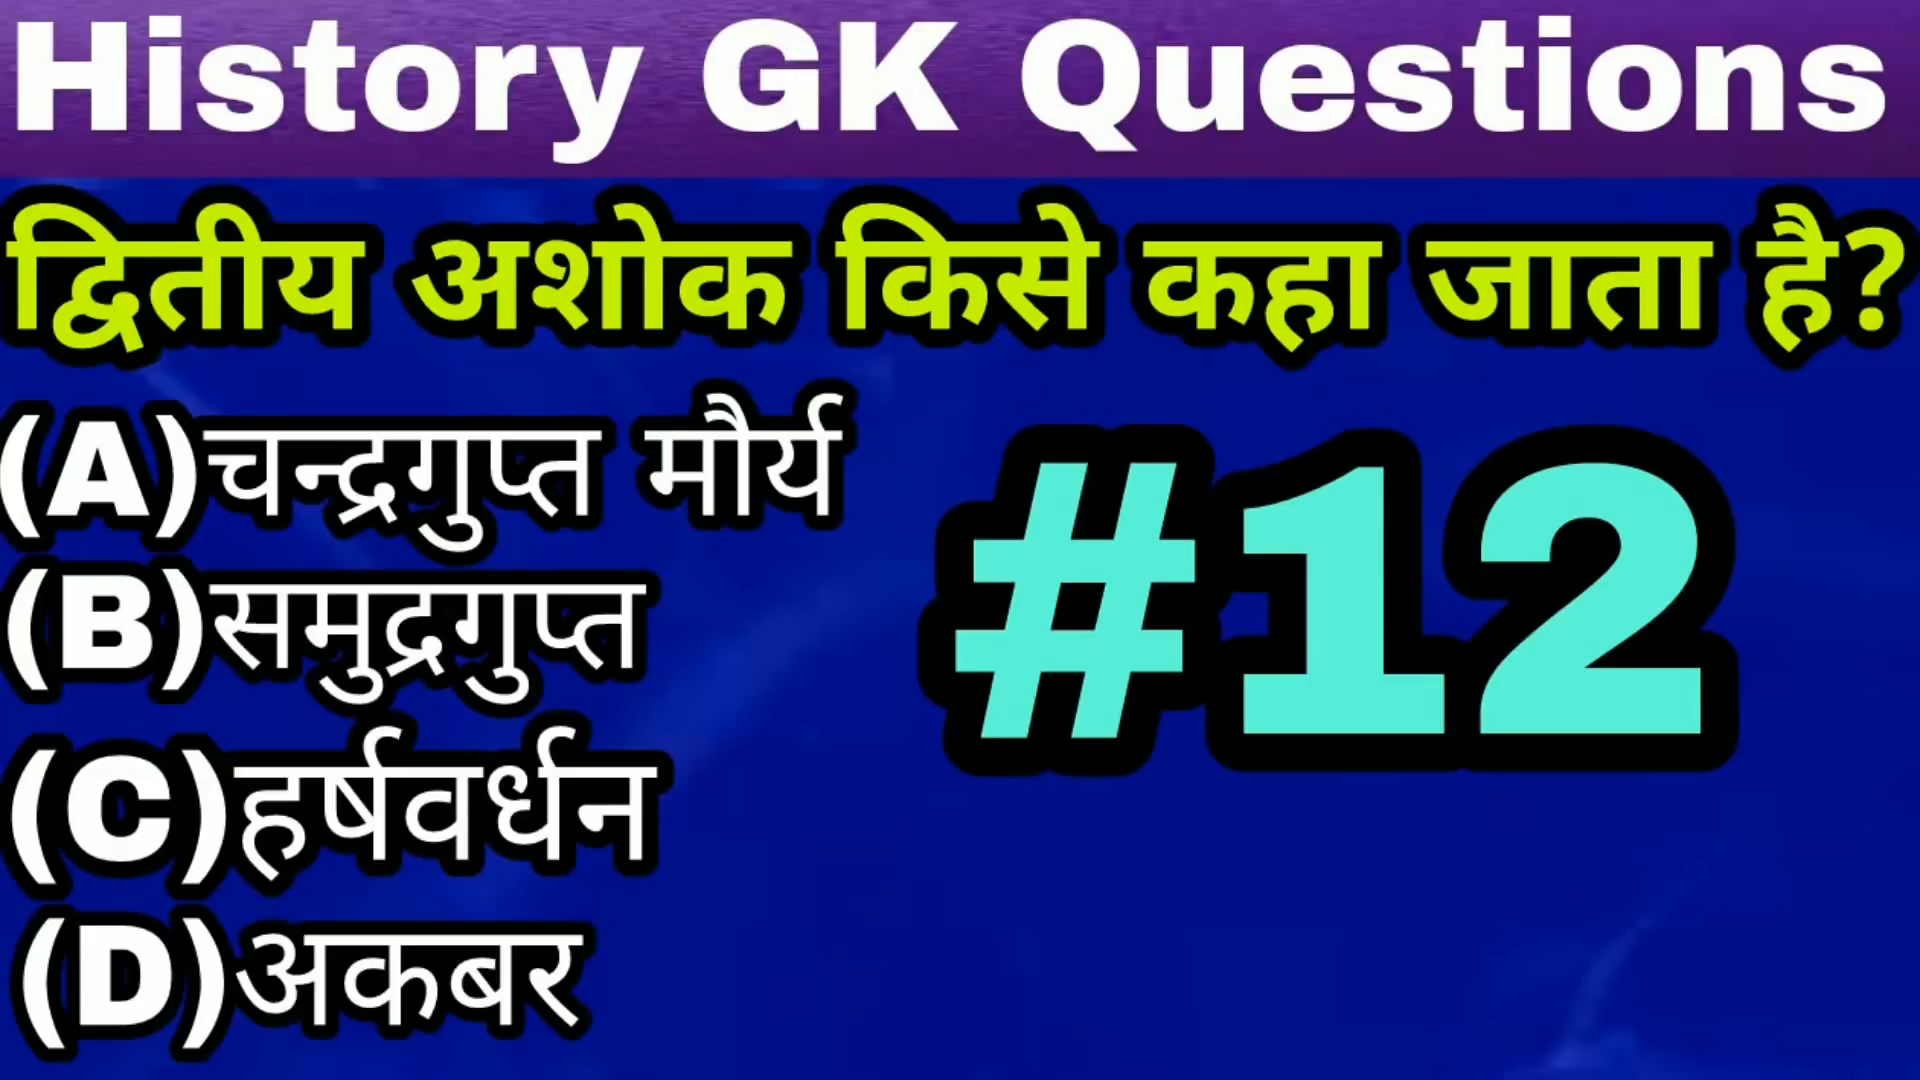 History GK Questions
द्वितीय अशोक किसे कहा जाता है?
(A)चन्द्रगुप्त मौर्य
#12
(B)समुद्रगुप्त
(C)हर्षवर्धन
(D)अकबर